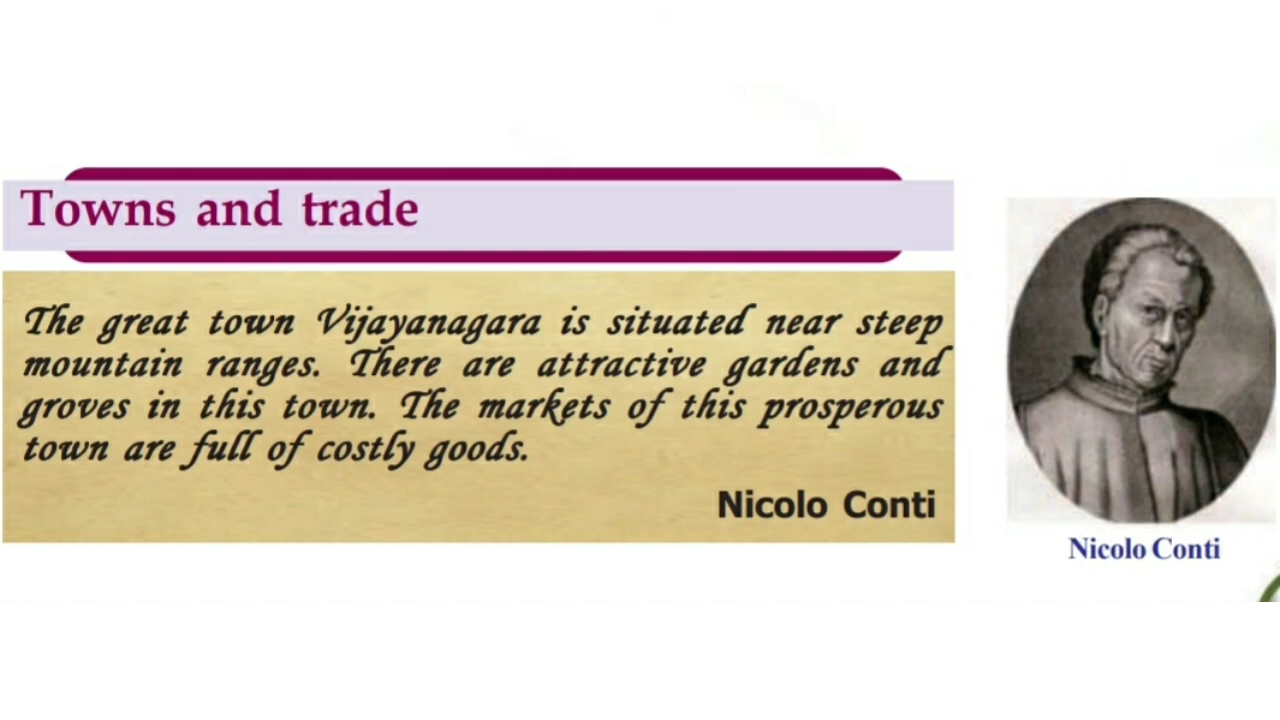 Towns and trade
The great town Vijayanagara is situated near steep
mountain ranges. There are attractive gardens and
groves in this town. The markets of this prosperous
town are full of costly goods.
Nicolo Conti
Nicolo Conti